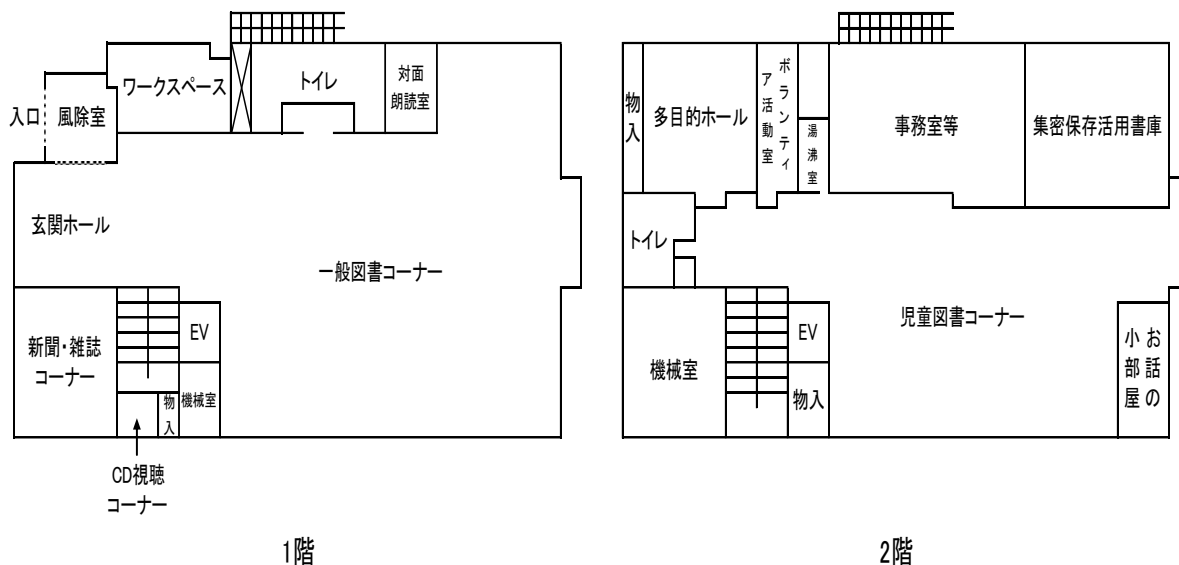 ワークスペース
トイレ
対面
朗読室
入口
風除室
玄関ホール
一般図書コーナー
新聞・雑誌
コーナー
EV
機械室
物入
CD視聴
コーナー
1階
物入
多目的ホール
ボランティ
ア活動室
湯沸室
事務室等
集密保存活用書庫
トイレ
児童図書コーナー
機械室
EV
物入
お話の
小部屋
2階